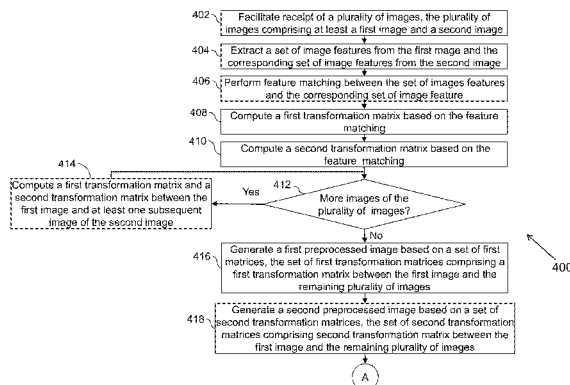 402
Facilitate receipt of a plurality of images, the plurality
of images comprising at least a first image and a second image
404
Extract a set of image features from the first mage and the
corresponding set of image features from the second image
406
Perform feature matching between the set of images features
and the corresponding set of image feature
408
Compute a first transformation matrix based on the feature
matching
410
Compute a second transformation matrix based on the
feature matching
414
Compute a first transformation matrix and a
second transformation matrix between the
first image and at least one subsequent
image of the second image
Yes
412
More images of the
plurality of images?
No
400
416
Generate a first preprocessed image based on a set of first
matrices, the set of first transformation matrices comprising
a first transformation matrix between the first image and the
remaining plurality of images
418
Generate a second preprocessed image based on a set of
second transformation matrices, the set of second transformation
matrices comprising second transformation matrix between the
first image and the remaining plurality of images
A